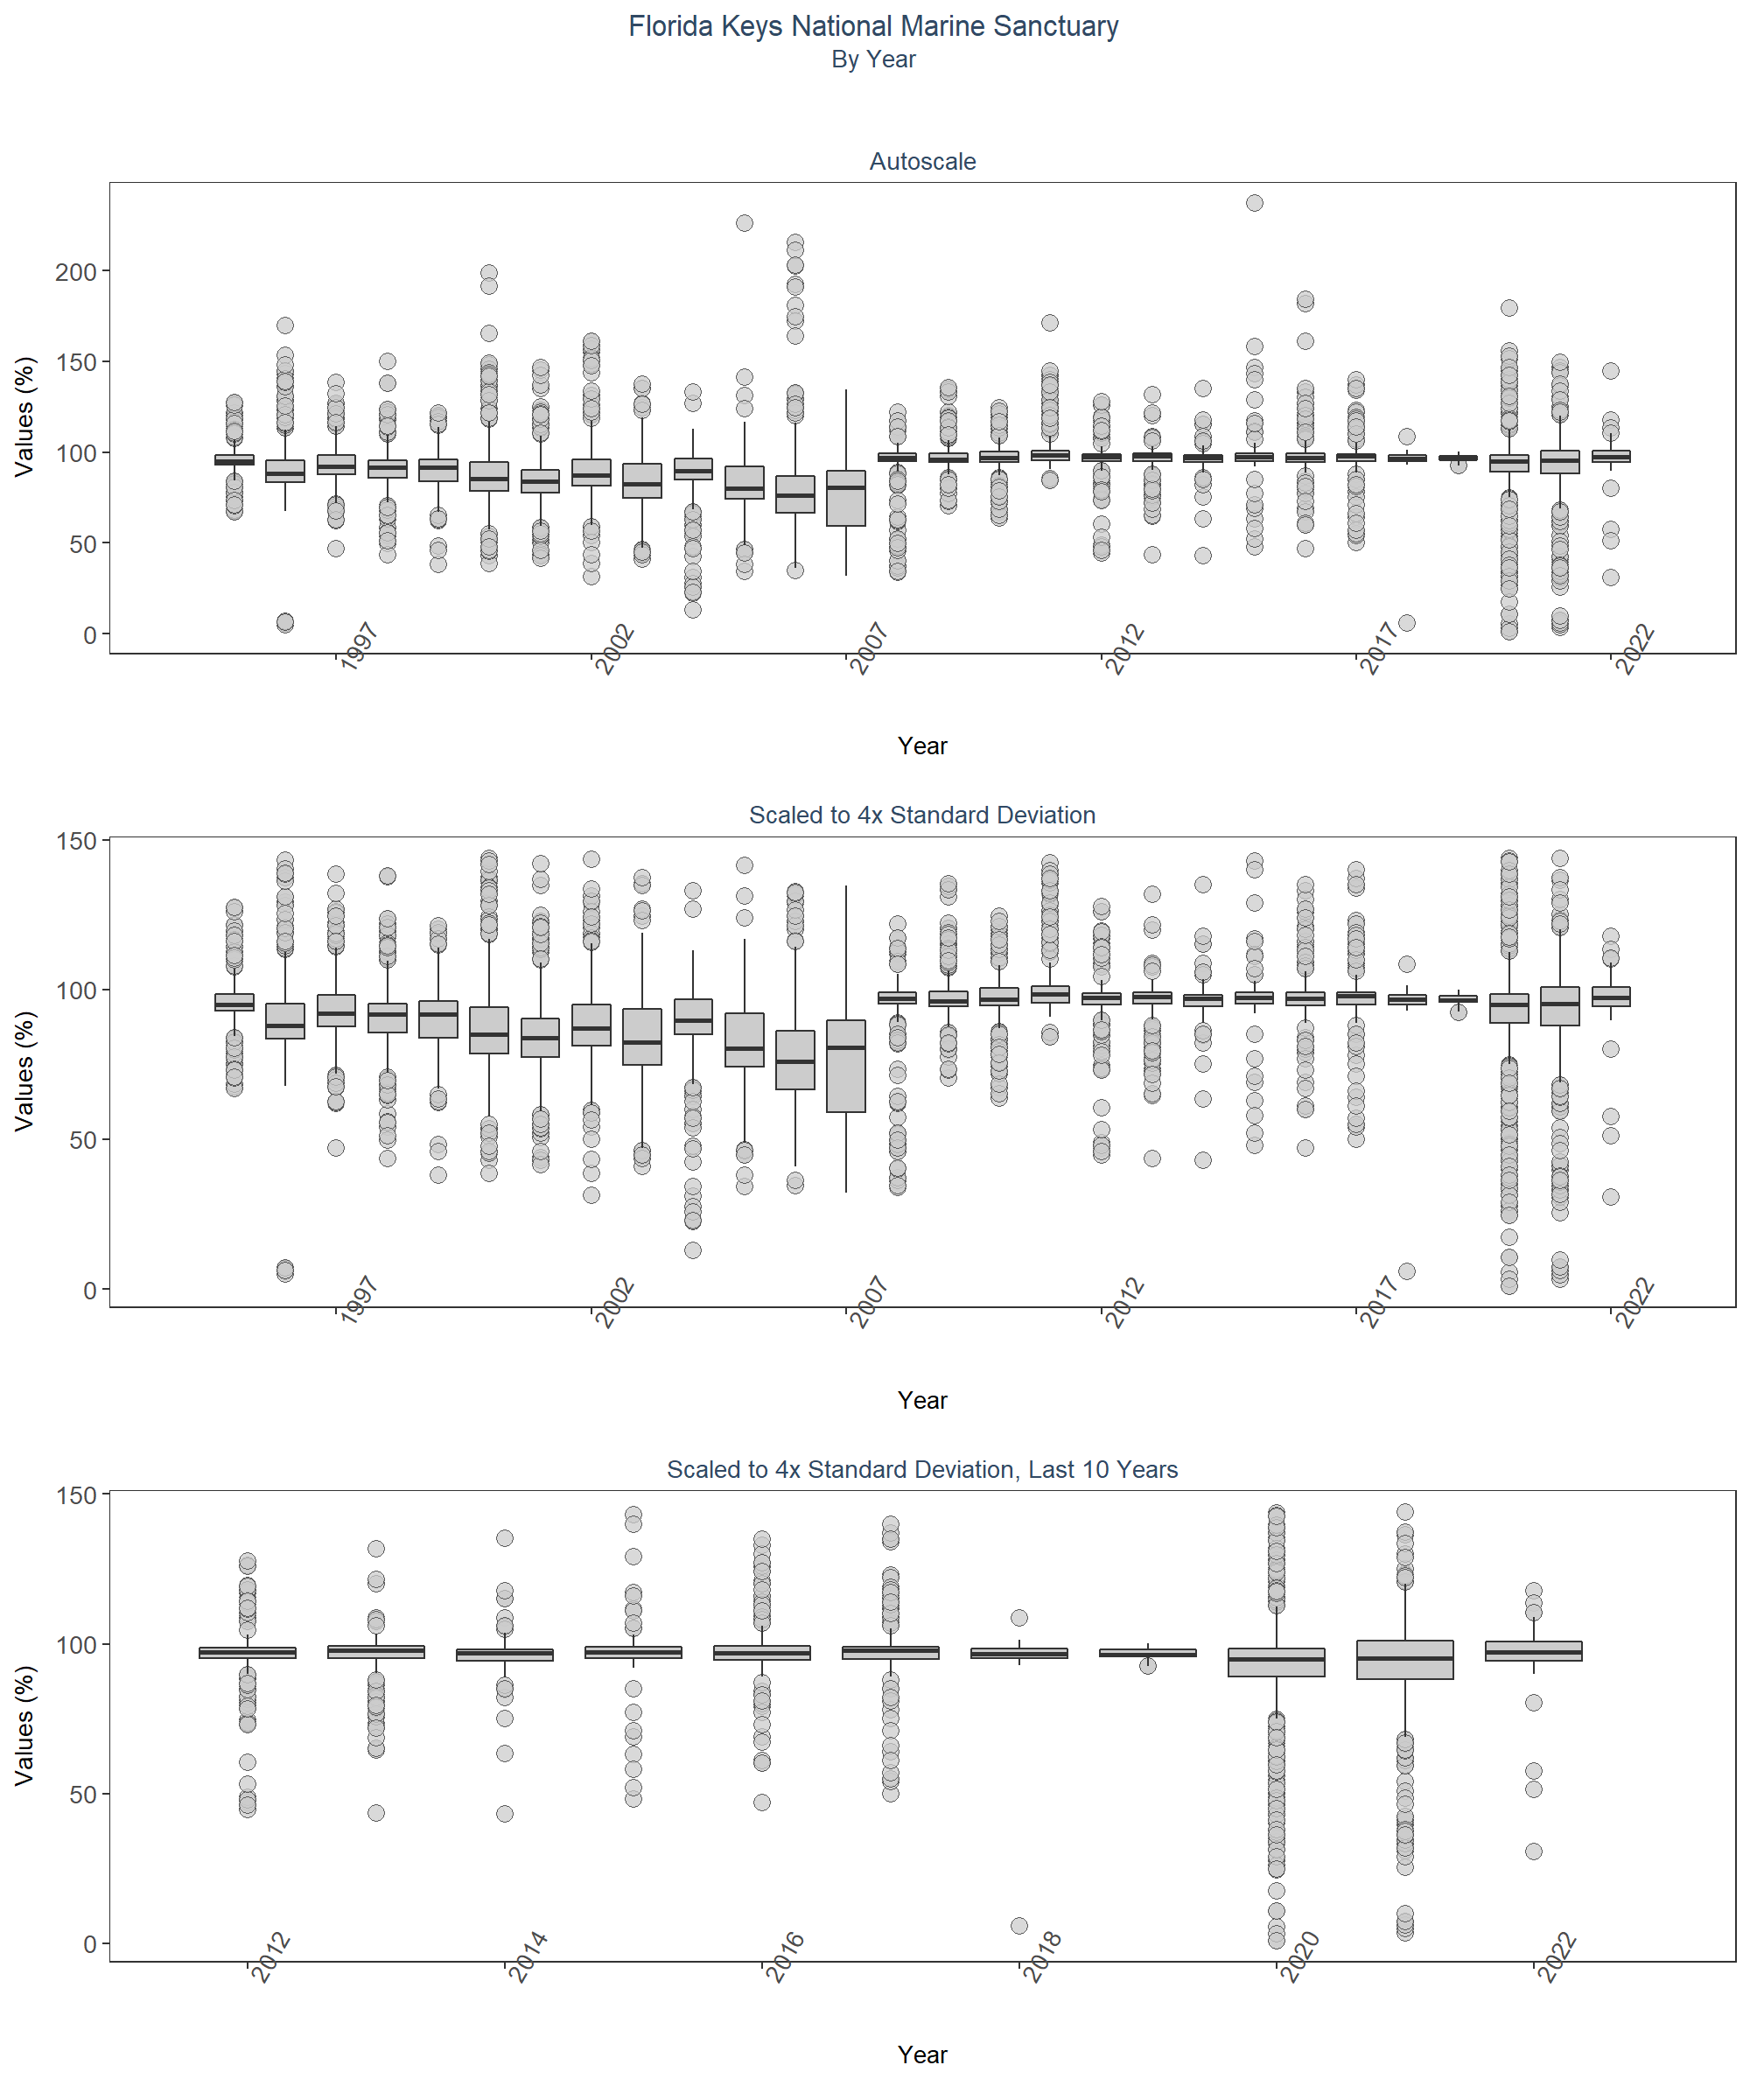 Florida Keys National Marine Sanctuary
By Year
Autoscale
Values (%)
200
150
100
50
0
1997
2002
2007
2012
2017
2022
Year
Scaled to 4x Standard Deviation
Values (%)
150
100
50
0
1997
2002
2007
2012
2017
2022
Year
Scaled to 4x Standard Deviation, Last 10 Years
Values (%)
150
100
50
0
2012
2014
2016
2018
2020
2022
Year